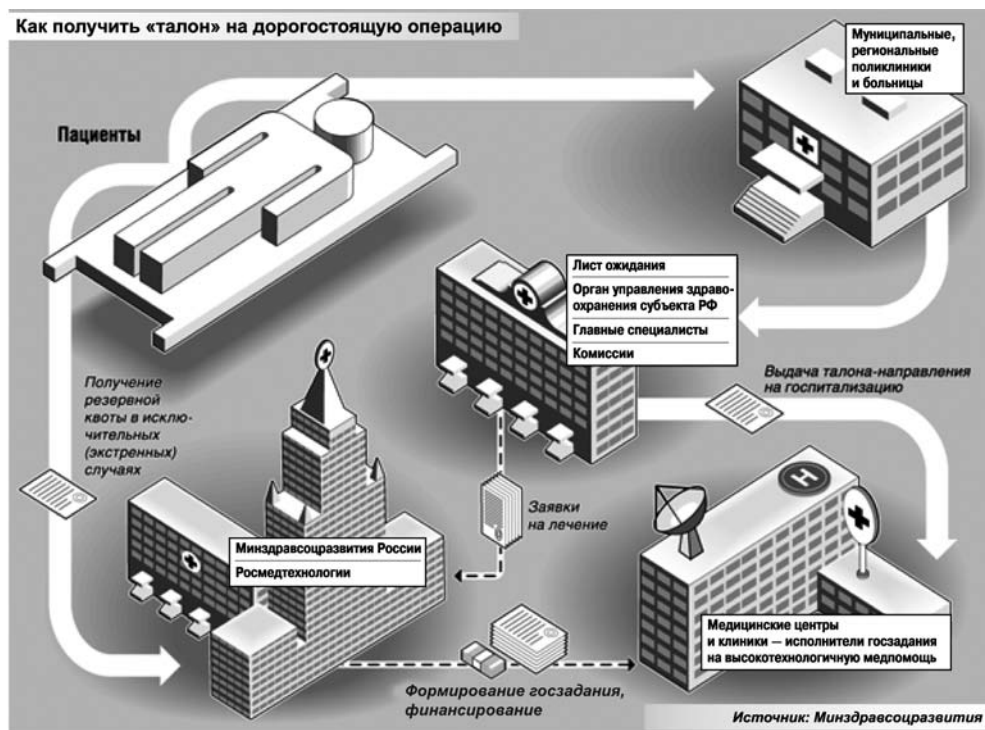 Как получить «талон» на дорогостоящую операцию
Муниципальные,
региональные
поликлиники
и больницы
Пациенты
Лист ожидания
Орган управления здраво-
охранения субъекта РФ
Главные специалисты
Комиссии
Выдача талона-направления
на госпитализацию
Получение
резервной
квоты в исклю-
чительных
(экстренных)
случаях
Заявки
на лечение
Минздравсоцразвития России
Росмедтехнологии
Медицинские центры
и клиники — исполнители госзадания
на высокотехнологичную медпомощь
Формирование госзадания,
финансирование
Источник: Минздравсоцразвития